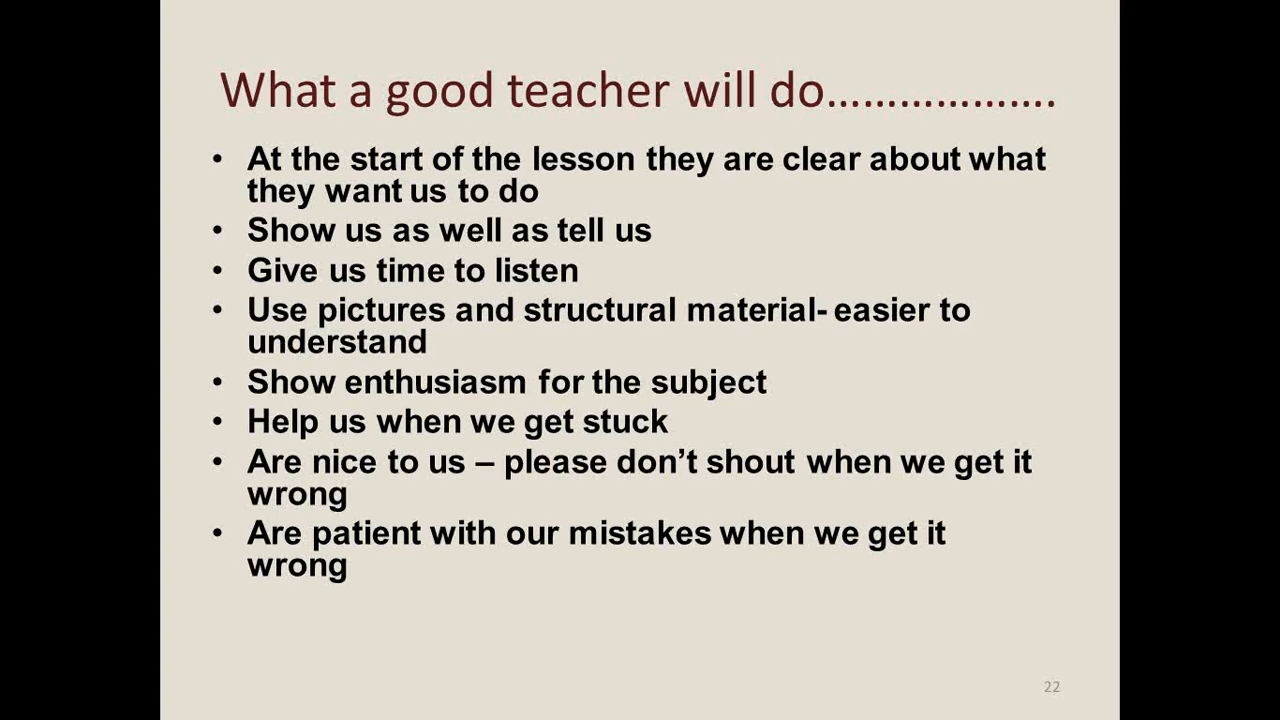 What a good teacher will do……………….
• At the start of the lesson they are clear about what
they want us to do
• Show us as well as tell us
• Give us time to listen
• Use pictures and structural material- easier to
understand
• Show enthusiasm for the subject
• Help us when we get stuck
• Are nice to us – please don’t shout when we get it
wrong
• Are patient with our mistakes when we get it
wrong
22